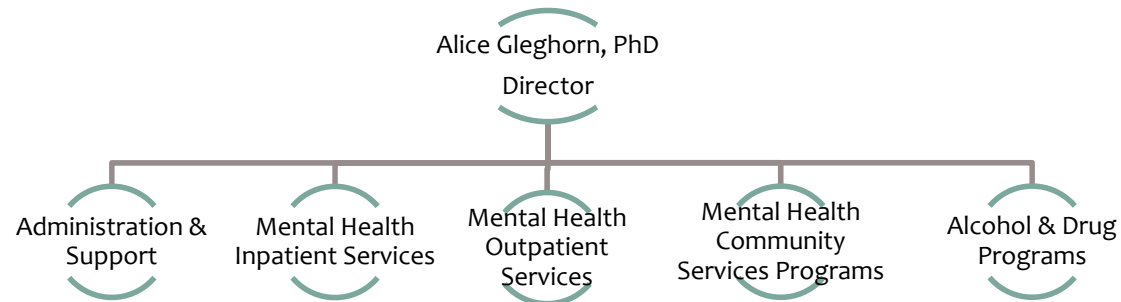 Alice Gleghorn, PhD
Director
Administration &
Support
Mental Health
Inpatient Services
Mental Health
Outpatient
Services
Mental Health
Community
Services Programs
Alcohol & Drug
Programs